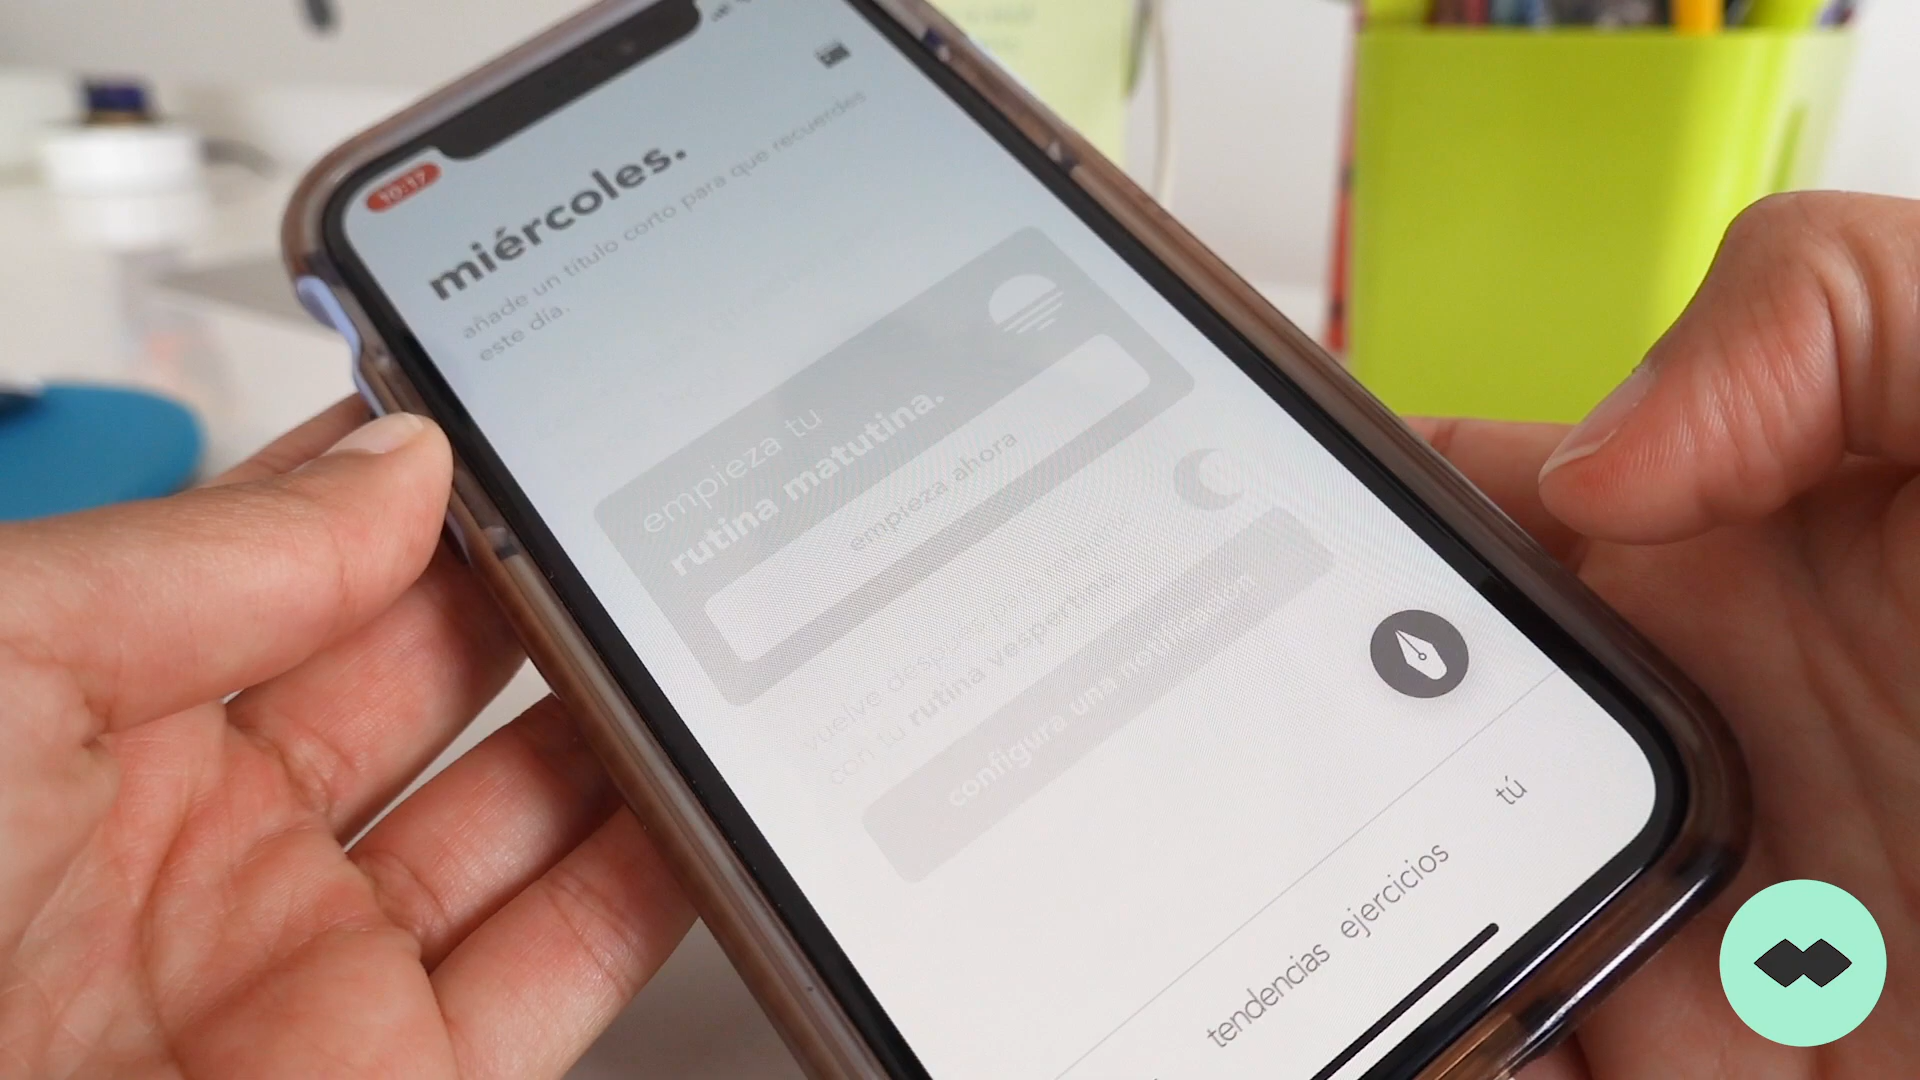 10:17
miércoles.
añade un título corto para que recuerdes
este día.
empieza tu
rutina matutina.
empieza ahora
vuelve después
con tu rutina vespertina
configura una notificación
tendencias ejercicios tú